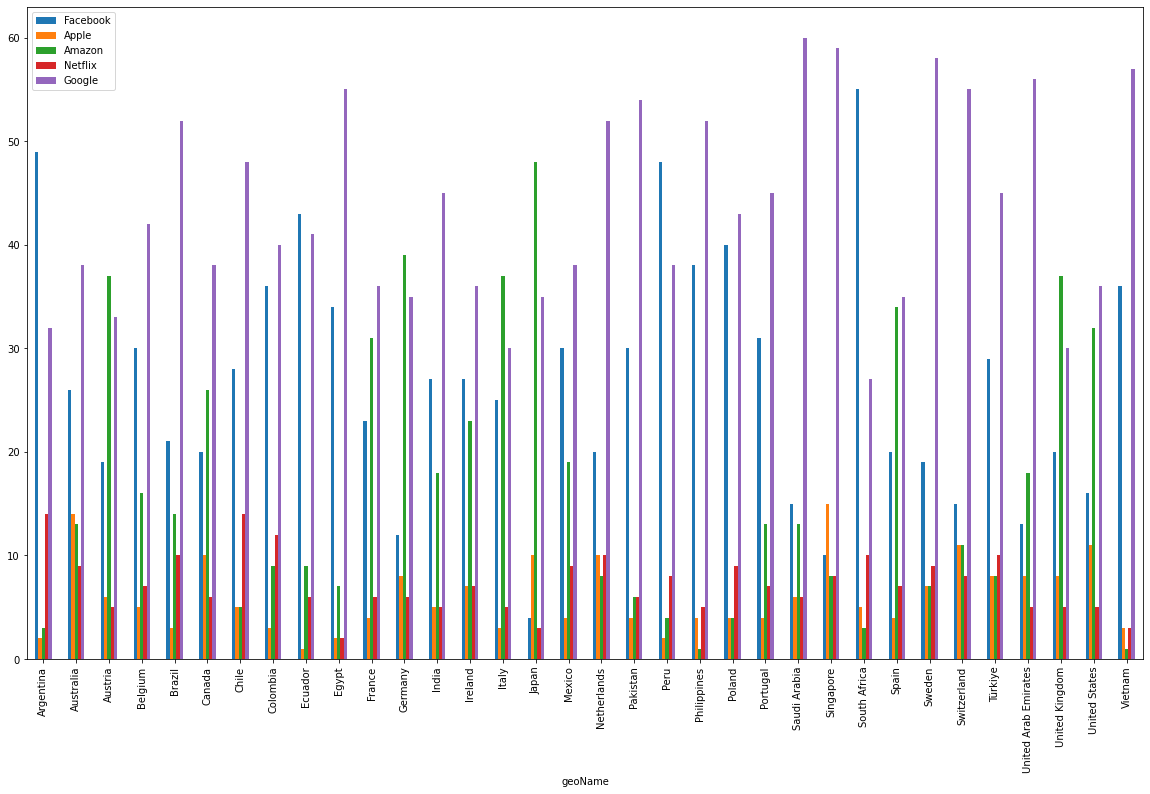 Facebook
Apple
Amazon
Netflix
Google
60
50
40
30
20
10
0
Argentina
Australia
Austria
Belgium
Brazil
Canada
Chile
Colombia
Ecuador
Egypt
France
Germany
India
Ireland
Italy
Japan
Mexico
Netherlands
Pakistan
Peru
Philippines
Poland
Portugal
Saudi Arabia
Singapore
South Africa
Spain
Sweden
Switzerland
Türkiye
United Arab Emirates
United Kingdom
United States
Vietnam
geoName